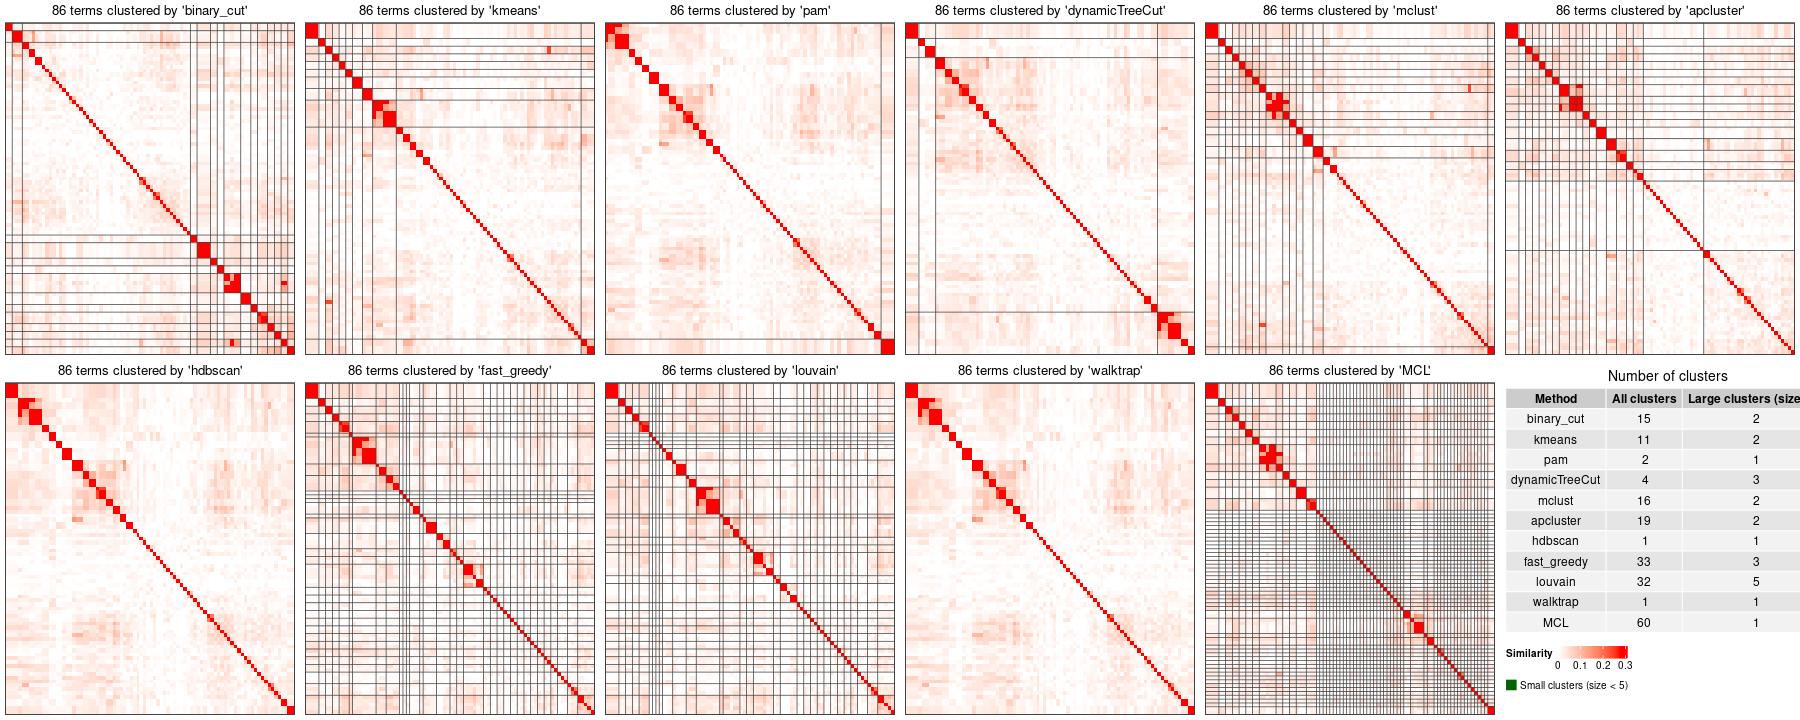 86 terms clustered by 'binary_cut'
86 terms clustered by 'kmeans'
86 terms clustered by 'pam'
86 terms clustered by 'dynamicTreeCut'
86 terms clustered by 'mclust'
86 terms clustered by 'apcluster'
86 terms clustered by 'hdbscan'
86 terms clustered by 'fast_greedy'
86 terms clustered by 'louvain'
86 terms clustered by 'walktrap'
86 terms clustered by 'MCL'
Number of clusters
Method All clusters Large clusters (size
binary_cut 15 2
kmeans 11 2
pam 2 1
dynamicTreeCut 4 3
mclust 16 2
apcluster 19 2
hdbscan 1 1
fast_greedy 33 3
louvain 32 5
walktrap 1 1
MCL 60 1
Similarity
0 0.1 0.2 0.3
Small clusters (size < 5)